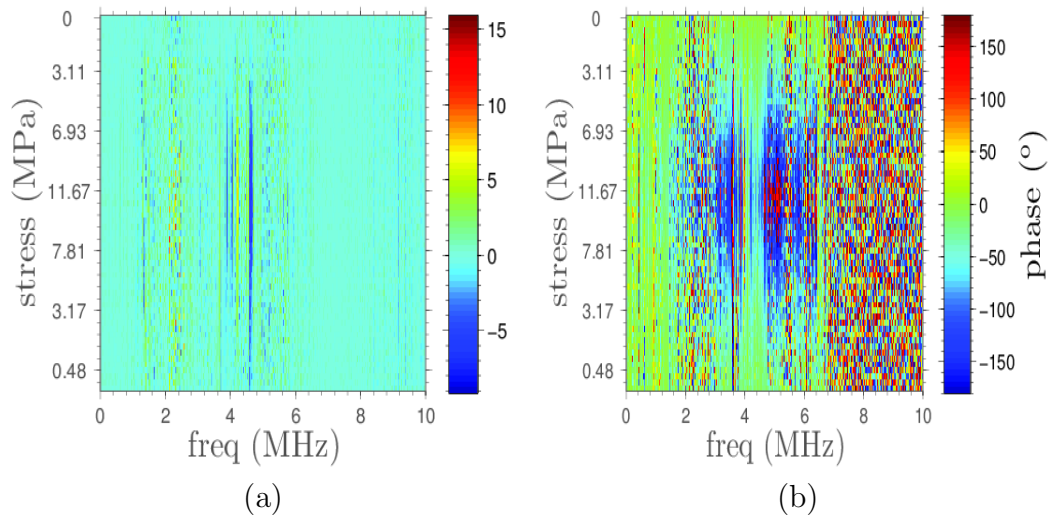 0
3.11
6.93
11.67
7.81
3.17
0.48
stress (MPa)
0 2 4 6 8 10
freq (MHz)
15
10
5
0
−5
(a)
0
3.11
6.93
11.67
7.81
3.17
0.48
stress (MPa)
0 2 4 6 8 10
freq (MHz)
150
100
50
0
−50
−100
−150
phase (°)
(b)